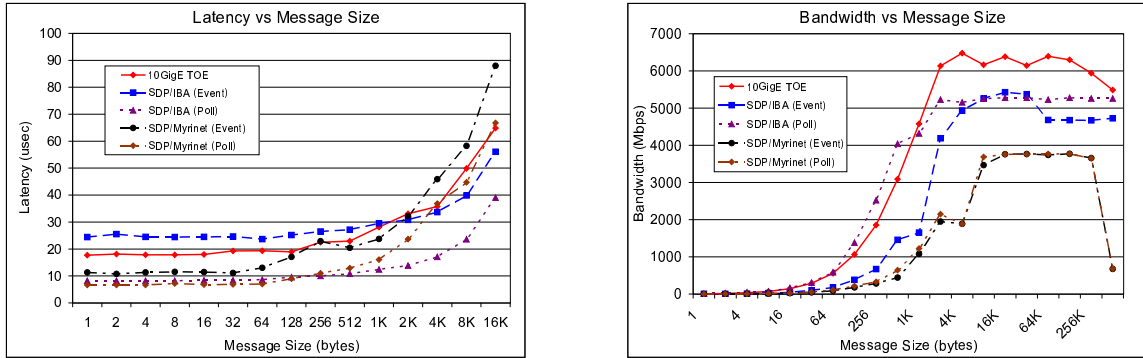 Latency vs Message Size
100
90
80
70
60
50
40
30
20
10
0
Latency (usec)
10GigE TOE
SDP/IBA (Event)
SDP/IBA (Poll)
SDP/Myrinet (Event)
SDP/Myrinet (Poll)
1 2 4 8 16 32 64 128 256 512 1K 2K 4K 8K 16K
Message Size (bytes)
Bandwidth vs Message Size
7000
6000
5000
4000
3000
2000
1000
0
Bandwidth (Mbps)
10GigE TOE
SDP/IBA (Event)
SDP/IBA (Poll)
SDP/Myrinet (Event)
SDP/Myrinet (Poll)
1 4 16 64 256 1K 4K 16K 64K 256K
Message Size (bytes)